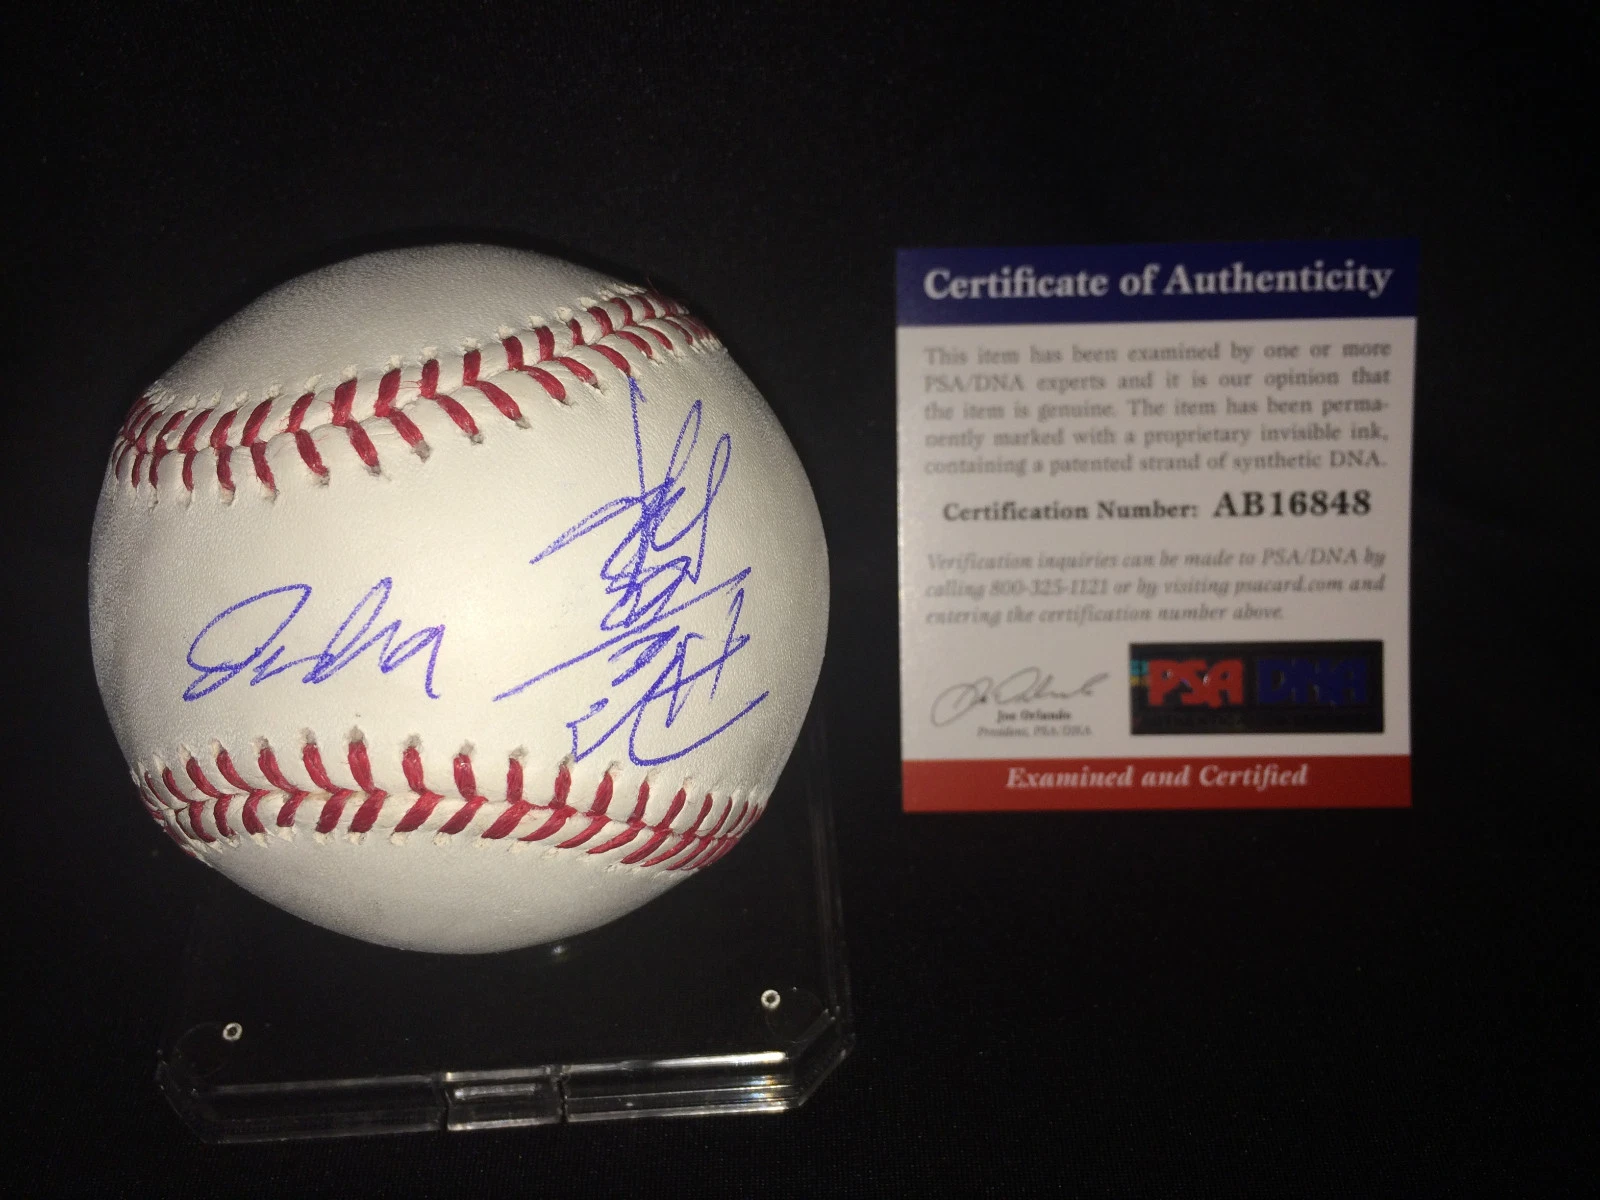 Certificate of Authenticity
This item has been examined by one or more
PSA/DNA experts and it is our opinion that
the item is genuine. The item has been perma-
nently marked with a proprietary invisible ink,
containing a patented strand of synthetic DNA.
Certification Number: AB16848
Verification inquiries can be made to PSA/DNA by
calling 800-325-1121 or by visiting psacard.com and
entering the certification number above.
Joe Orlando
President, PSA/DNA
PSA DNA
Examined and Certified